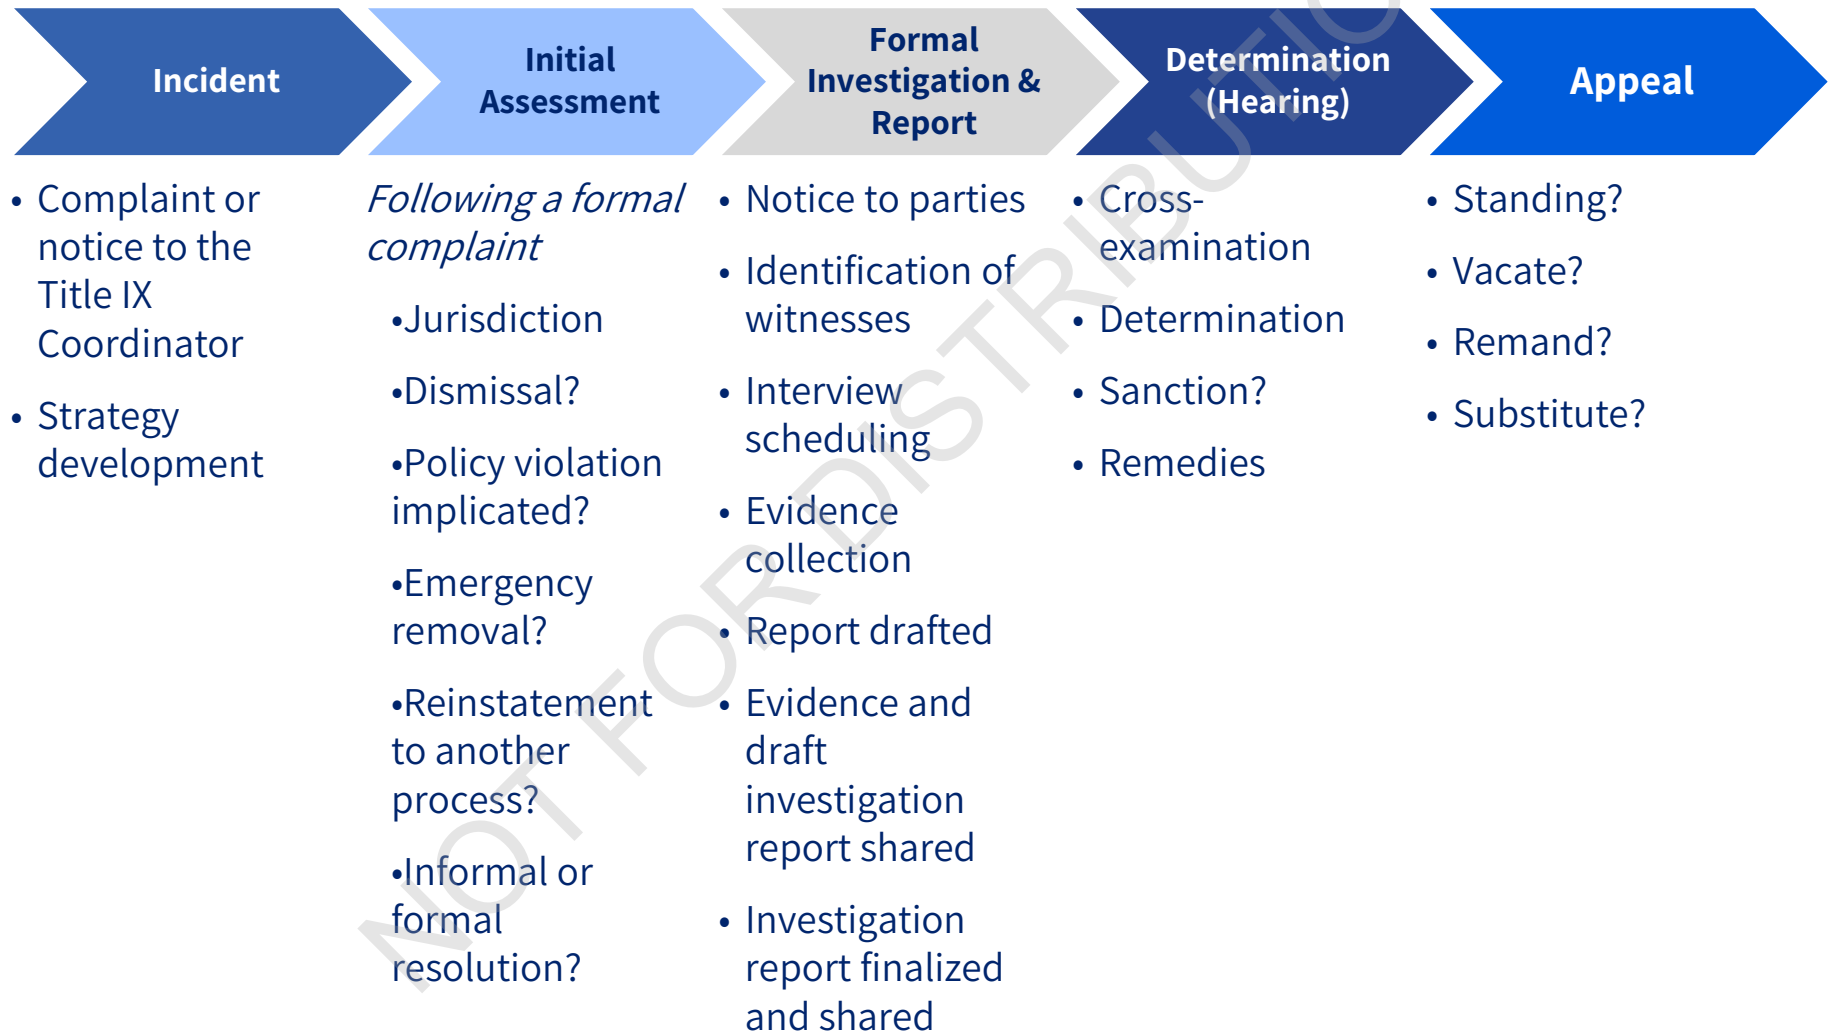 Incident
Initial
Assessment
Formal
Investigation &
Report
Determination
(Hearing)
Appeal
• Complaint or
notice to the
Title IX
Coordinator
• Strategy
development
Following a formal
complaint
•Jurisdiction
•Dismissal?
•Policy violation
implicated?
•Emergency
removal?
•Reinstatement
to another
process?
•Informal or
formal
resolution?
• Notice to parties
• Identification of
witnesses
• Interview
scheduling
• Evidence
collection
• Report drafted
• Evidence and
draft
investigation
report shared
• Investigation
report finalized
and shared
• Cross-
examination
• Determination
• Sanction?
• Remedies
• Standing?
• Vacate?
• Remand?
• Substitute?
NOT FOR DISTRIBUTIO